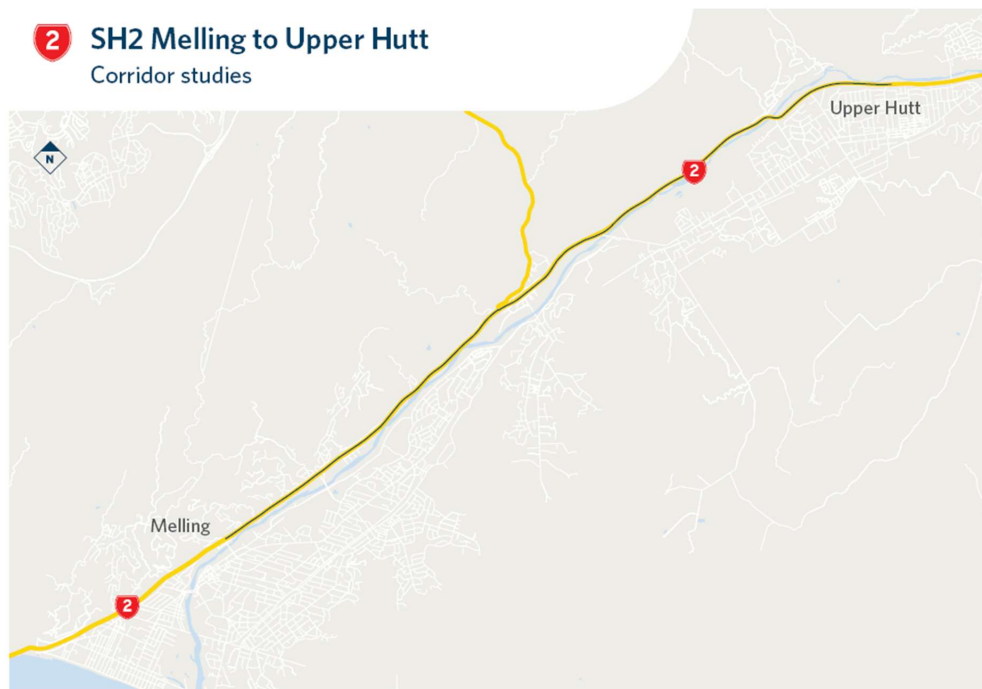 2 SH2 Melling to Upper Hutt
Corridor studies
N
Upper Hutt
2
Melling
2